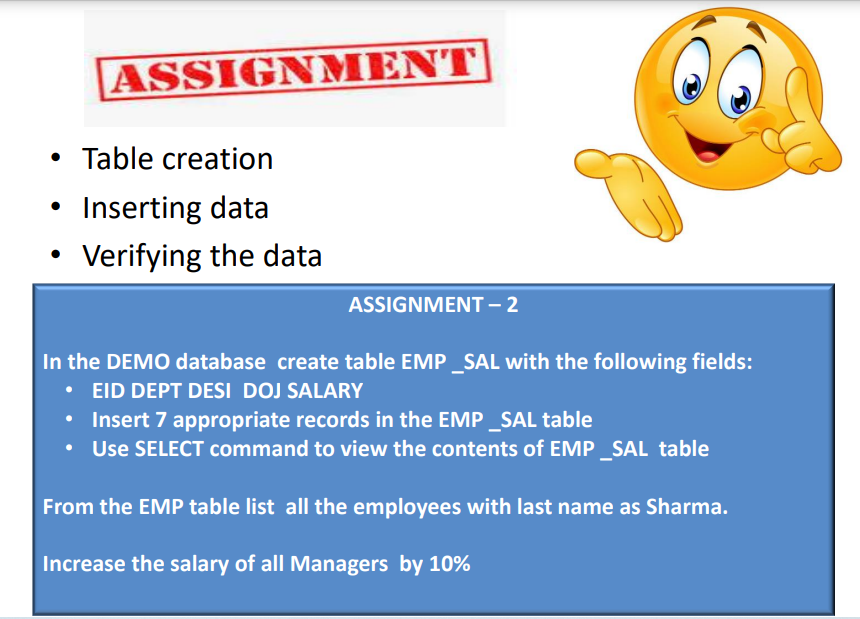 ASSIGNMENT
• Table creation
• Inserting data
• Verifying the data
ASSIGNMENT – 2
In the DEMO database  create table EMP _SAL with the following fields:
• EID DEPT DESI  DOJ SALARY
• Insert 7 appropriate records in the EMP _SAL table
• Use SELECT command to view the contents of EMP _SAL  table
From the EMP table list  all the employees with last name as Sharma.
Increase the salary of all Managers  by 10%